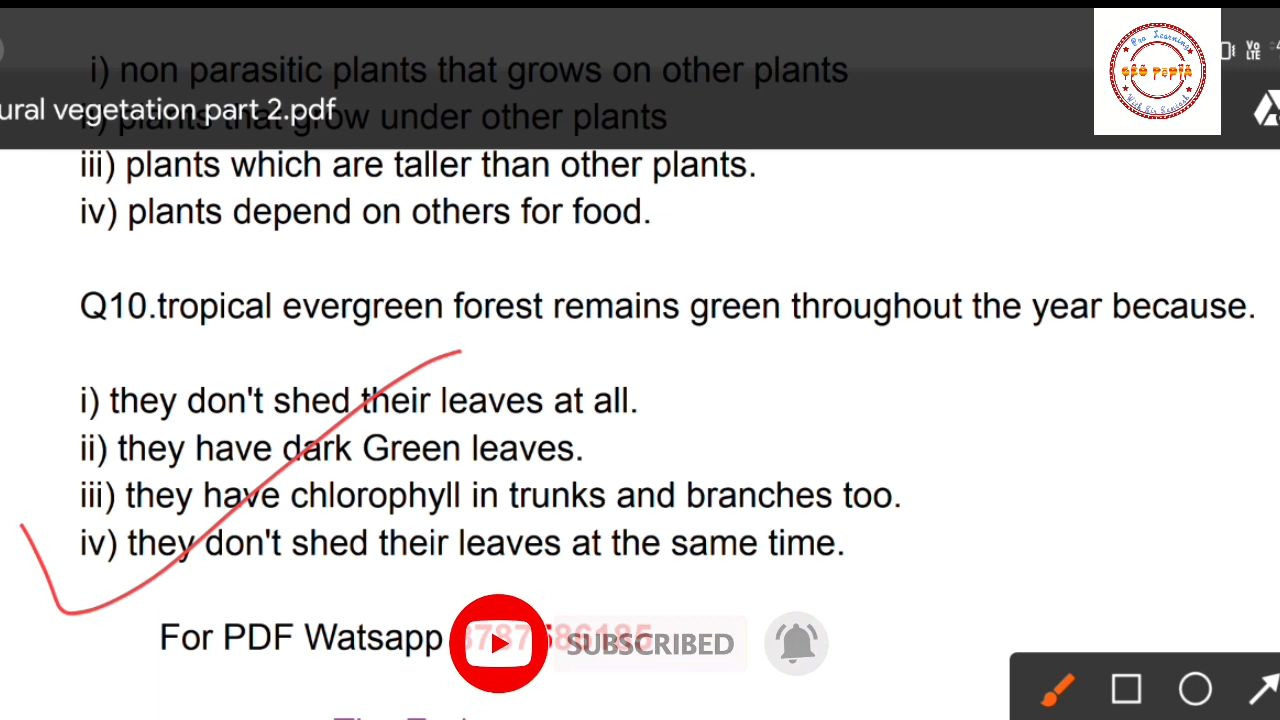 i) non parasitic plants that grows on other plants
ural vegetation part 2.pdf
plants that grow under other plants
iii) plants which are taller than other plants.
iv) plants depend on others for food.
Q10.tropical evergreen forest remains green throughout the year because.
i) they don't shed their leaves at all.
ii) they have dark Green leaves.
iii) they have chlorophyll in trunks and branches too.
iv) they don't shed their leaves at the same time.
For PDF Watsapp
SUBSCRIBED
Vo
LTE